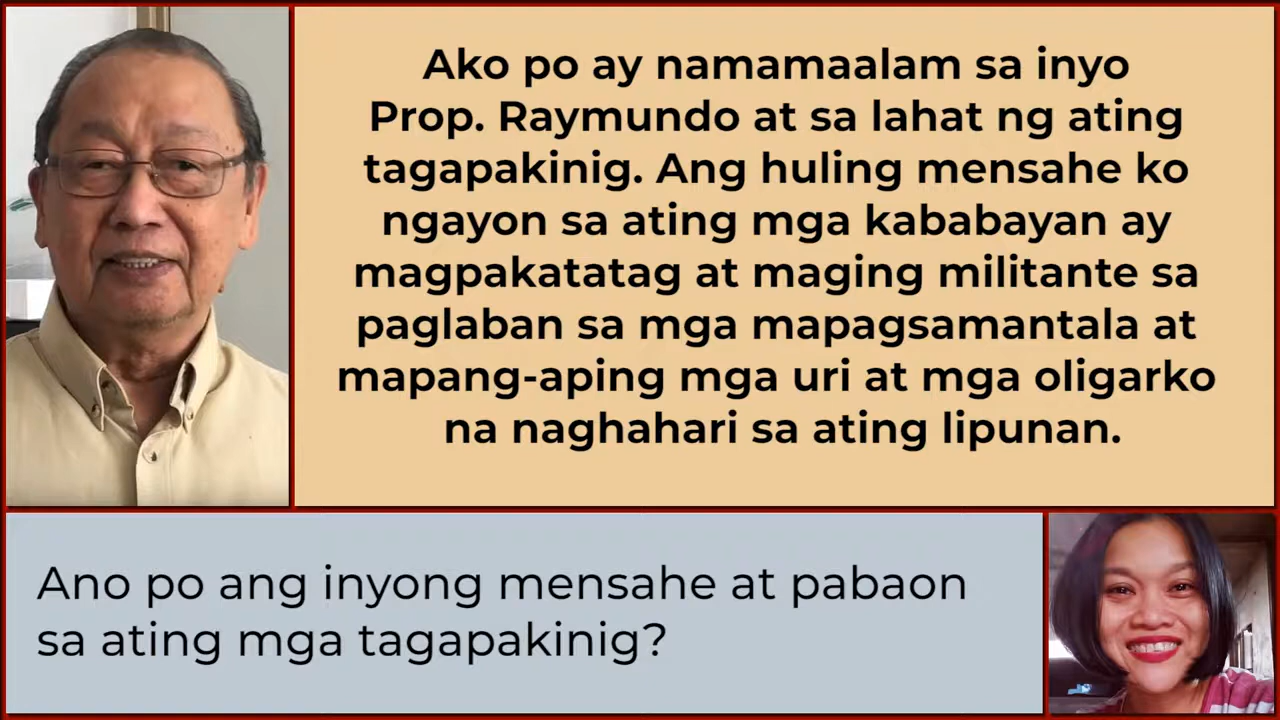 Ako po ay namamaalam sa inyo
Prop. Raymundo at sa lahat ng ating
tagapakinig. Ang huling mensahe ko
ngayon sa ating mga kababayan ay
magpakatatag at maging militante sa
paglaban sa mga mapagsamantala at
mapang-aping mga uri at mga oligarko
na naghahari sa ating lipunan.
Ano po ang inyong mensahe at pabaon
sa ating mga tagapakinig?